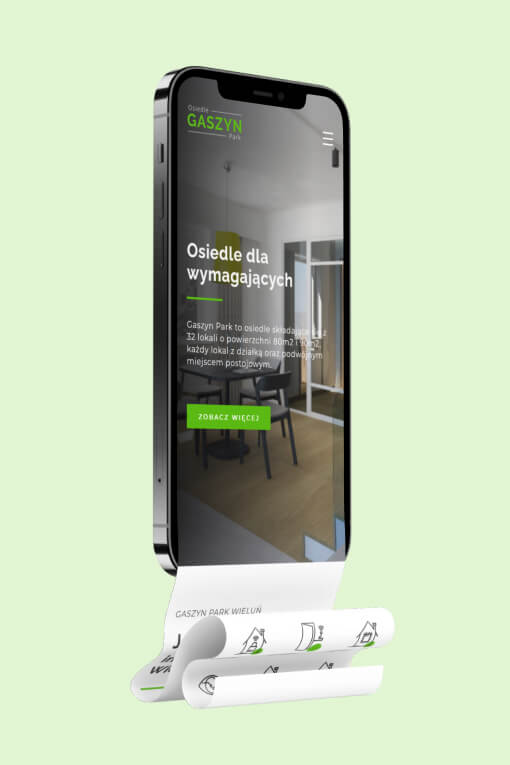 Osiedle
GASZYN
Park
Osiedle dla
wymagających
Gaszyn Park to osiedle składające się z
32 lokali o powierzchni 80m2 i 90m2,
każdy lokal z działką oraz podwójnym
miejscem postojowym.
ZOBACZ WIĘCEJ
GASZYN PARK WIELUŃ